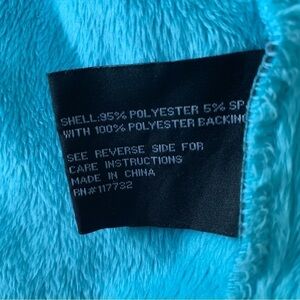 SHELL:95% POLYESTER 5% SP
WITH 100% POLYESTER BACKING
SEE REVERSE SIDE FOR
CARE INSTRUCTIONS
MADE IN CHINA
RN#117732